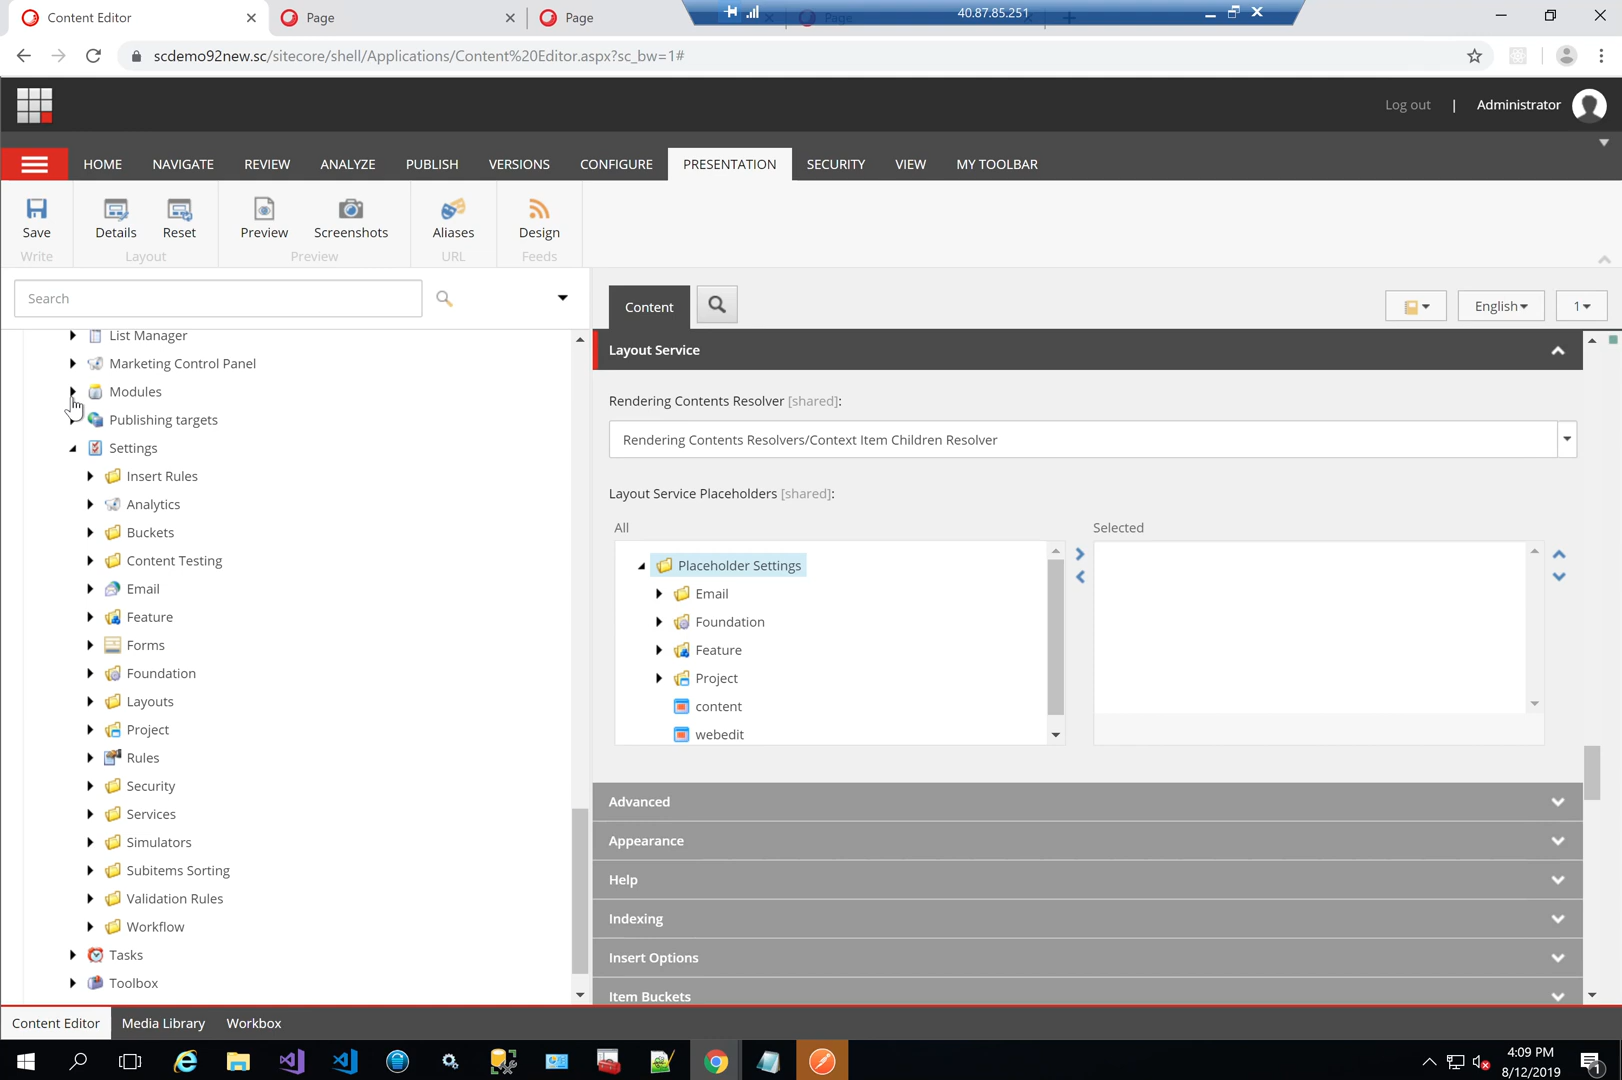 Content Editor
Page
Page
40.87.85.251
Page
scdemo92new.sc/sitecore/shell/Applications/Content%20Editor.aspx?sc_bw=1#
Log out | Administrator
HOME NAVIGATE REVIEW ANALYZE PUBLISH VERSIONS CONFIGURE PRESENTATION SECURITY VIEW MY TOOLBAR
Save Details Reset Preview Screenshots Aliases Design
Write Layout Preview URL Feeds
Search
Content
English
1
List Manager
Marketing Control Panel
Modules
Publishing targets
Settings
Insert Rules
Analytics
Buckets
Content Testing
Email
Feature
Forms
Foundation
Layouts
Project
Rules
Security
Services
Simulators
Subitems Sorting
Validation Rules
Workflow
Tasks
Toolbox
Layout Service
Rendering Contents Resolver [shared]:
Rendering Contents Resolvers/Context Item Children Resolver
Layout Service Placeholders [shared]:
All Selected
Placeholder Settings
Email
Foundation
Feature
Project
content
webedit
Advanced
Appearance
Help
Indexing
Insert Options
Item Buckets
Content Editor Media Library Workbox
4:09 PM
8/12/2019
1